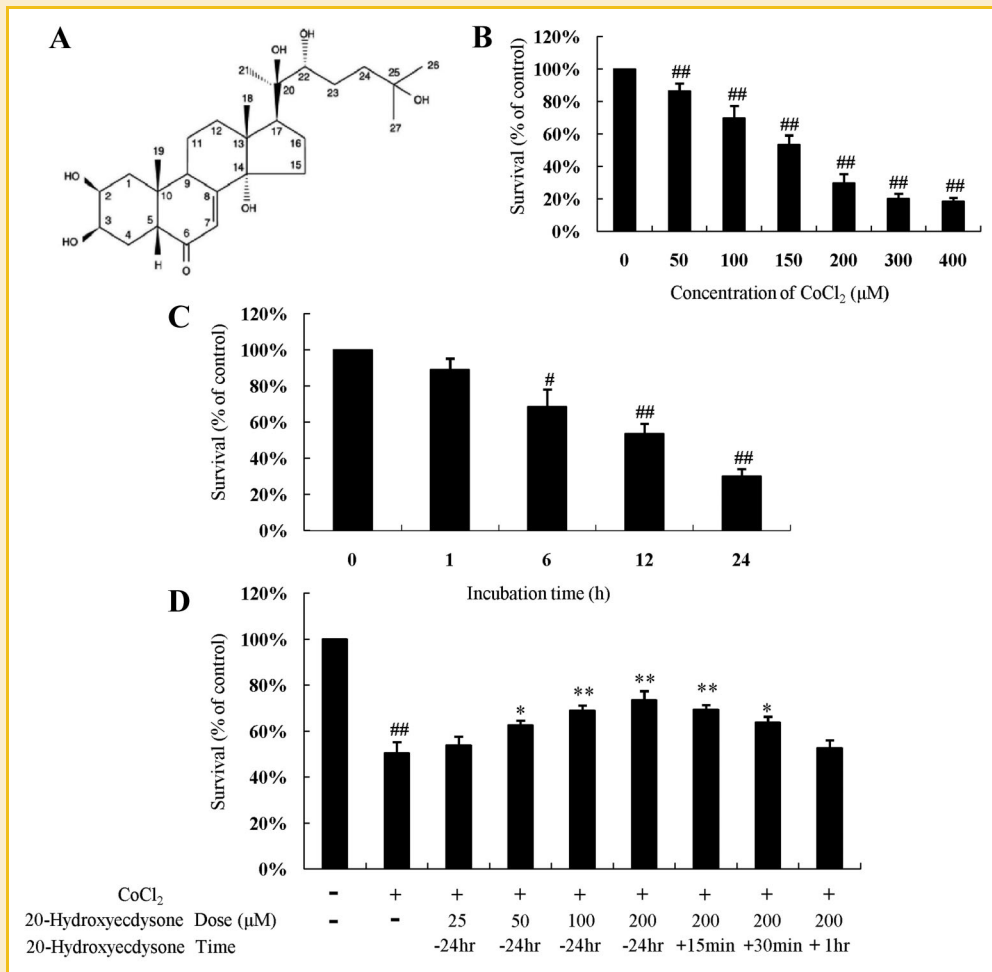 A
OH
OH
21
22
24
25
26
20
23
OH
18
27
12
17
11
13
16
19
14
15
HO
1
9
8
2
10
OH
3
5
7
HO
4
6
H
O
B
Survival (% of control)
120%
100%
80%
60%
40%
20%
0%
## ## ## ## ## ##
0 50 100 150 200 300 400
Concentration of CoCl₂ (μM)
C
Survival (% of control)
120%
100%
80%
60%
40%
20%
0%
# ## ##
0 1 6 12 24
Incubation time (h)
D
Survival (% of control)
120%
100%
80%
60%
40%
20%
0%
## * ** ** ** *
CoCl₂ - + + + + + + + +
20-Hydroxyecdysone Dose (μM) - - 25 50 100 200 200 200 200
20-Hydroxyecdysone Time -24hr -24hr -24hr -24hr +15min +30min + 1hr